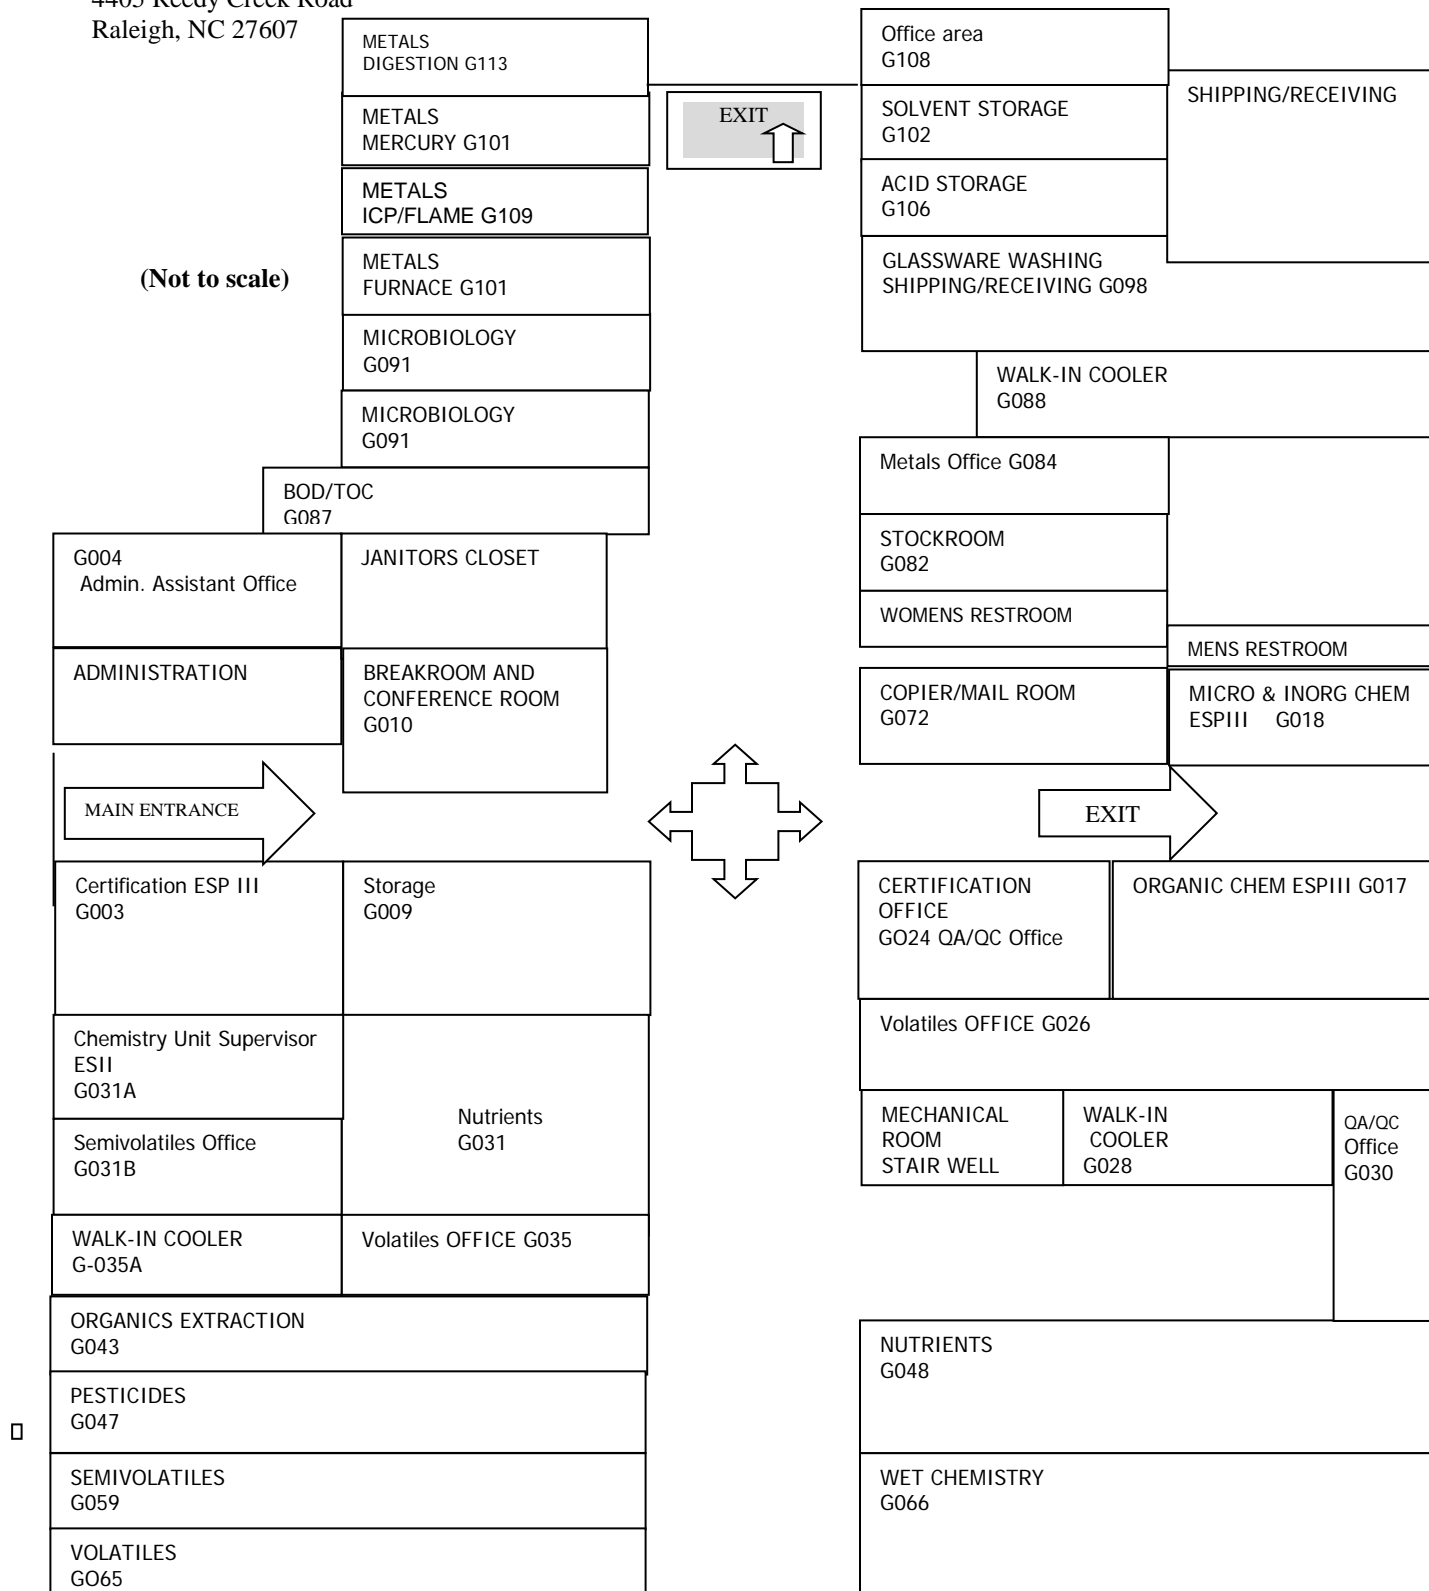 4405 Reedy Creek Road
Raleigh, NC 27607
METALS
DIGESTION G113
METALS
MERCURY G101
METALS
ICP/FLAME G109
(Not to scale)
METALS
FURNACE G101
MICROBIOLOGY
G091
MICROBIOLOGY
G091
BOD/TOC
G087
EXIT
Office area
G108
SHIPPING/RECEIVING
SOLVENT STORAGE
G102
ACID STORAGE
G106
GLASSWARE WASHING
SHIPPING/RECEIVING G098
WALK-IN COOLER
G088
Metals Office G084
STOCKROOM
G082
WOMENS RESTROOM
MENS RESTROOM
COPIER/MAIL ROOM
G072
MICRO & INORG CHEM
ESPIII G018
G004
Admin. Assistant Office
JANITORS CLOSET
ADMINISTRATION
BREAKROOM AND
CONFERENCE ROOM
G010
MAIN ENTRANCE
EXIT
Certification ESP III
G003
Storage
G009
Chemistry Unit Supervisor
ESII
G031A
Nutrients
G031
Semivolatiles Office
G031B
WALK-IN COOLER
G-035A
Volatiles OFFICE G035
ORGANICS EXTRACTION
G043
PESTICIDES
G047
SEMIVOLATILES
G059
VOLATILES
GO65
CERTIFICATION
OFFICE
GO24 QA/QC Office
ORGANIC CHEM ESPIII G017
Volatiles OFFICE G026
MECHANICAL
ROOM
STAIR WELL
WALK-IN
COOLER
G028
QA/QC
Office
G030
NUTRIENTS
G048
WET CHEMISTRY
G066